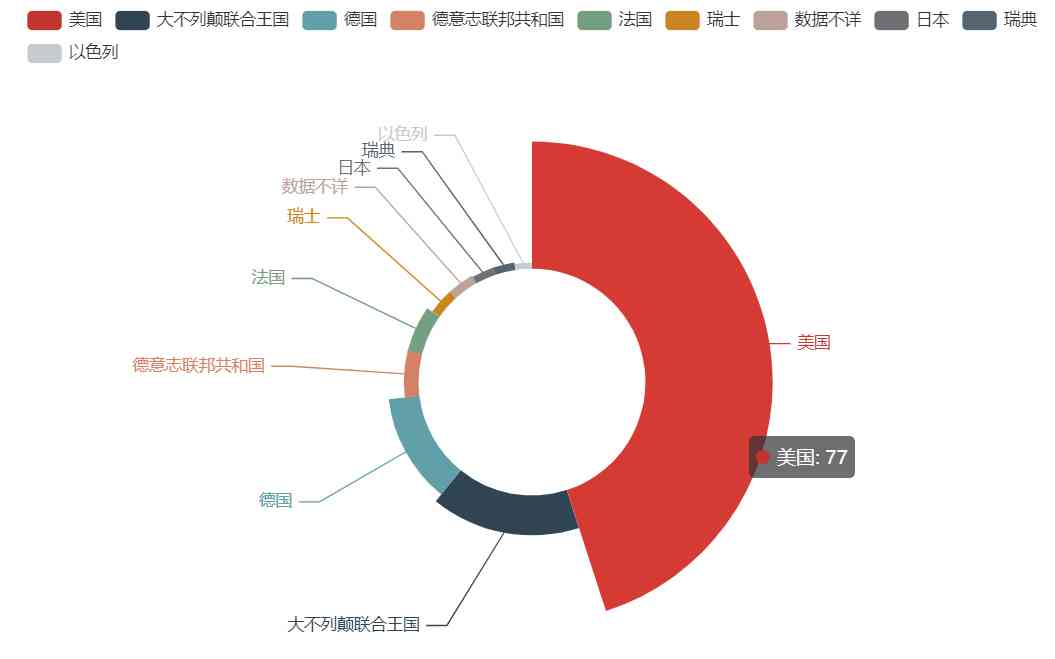 美国 大不列颠联合王国 德国 德意志联邦共和国 法国 瑞士 数据不详 日本 瑞典
以色列
以色列
瑞典
日本
数据不详
瑞士
法国
美国
德意志联邦共和国
美国: 77
德国
大不列颠联合王国